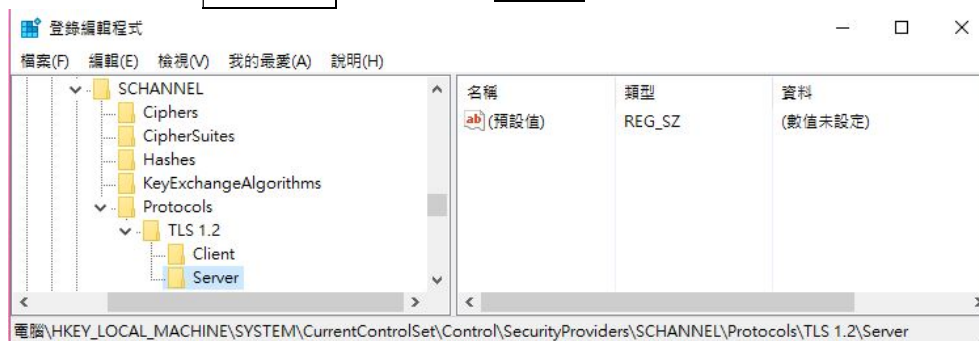 登錄編輯程式
檔案(F) 編輯(E) 檢視(V) 我的最愛(A) 說明(H)
SCHANNEL
Ciphers
CipherSuites
Hashes
KeyExchangeAlgorithms
Protocols
TLS 1.2
Client
Server
名稱 類型 資料
ab (預設值) REG_SZ (數值未設定)
電腦\HKEY_LOCAL_MACHINE\SYSTEM\CurrentControlSet\Control\SecurityProviders\SCHANNEL\Protocols\TLS 1.2\Server